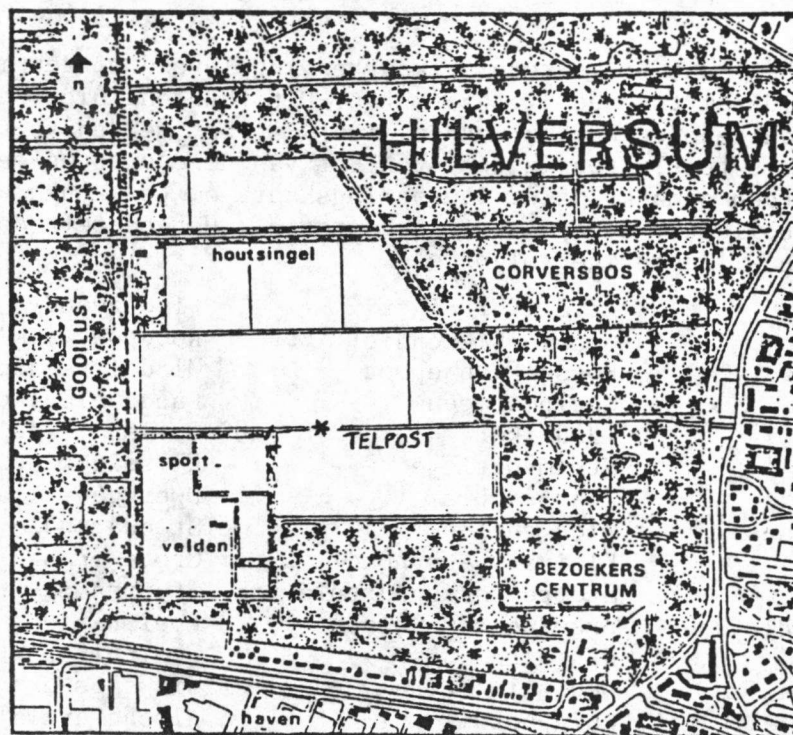 n
HILVERSUM
houtsingel
CORVERSBOS
GOOILUST
TELPOST
sport
velden
BEZOEKERS
CENTRUM
haven